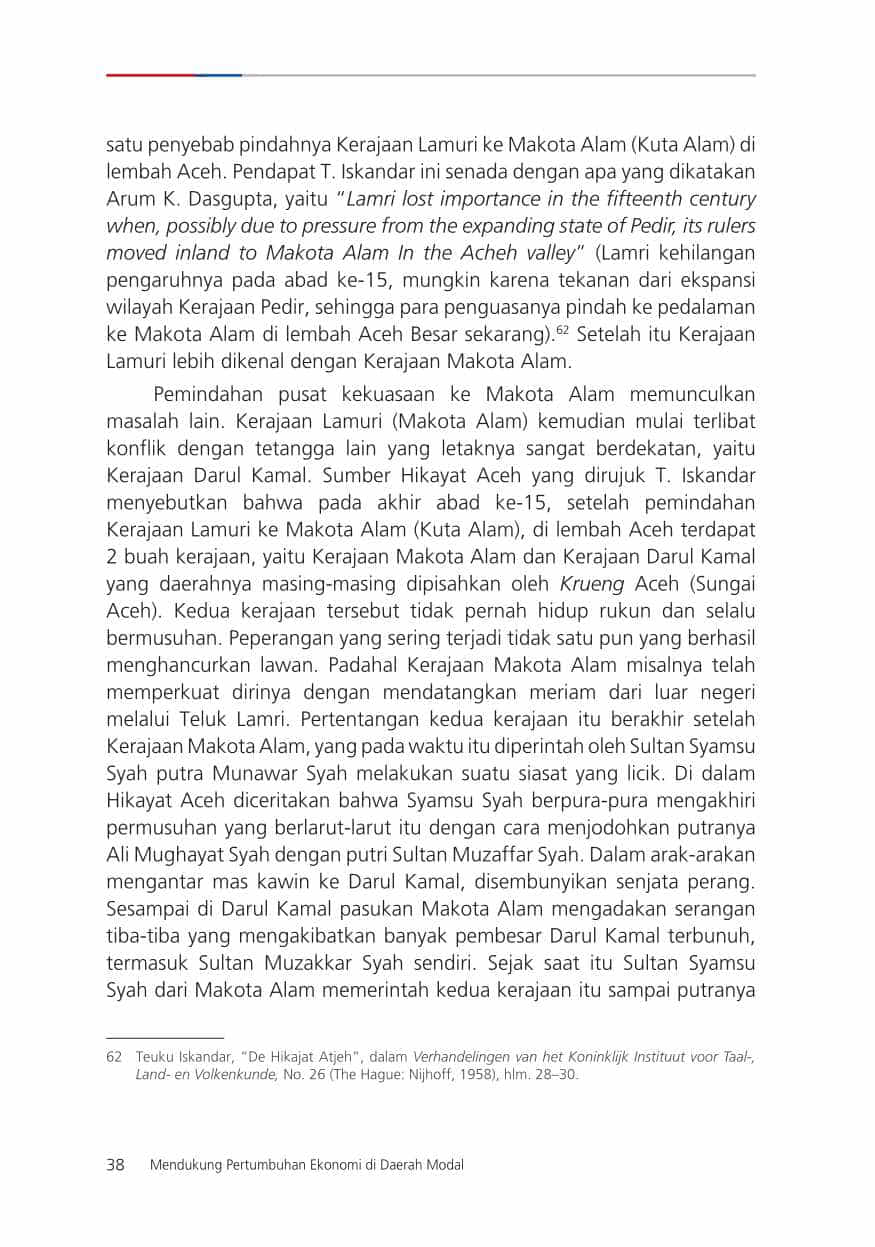 satu penyebab pindahnya Kerajaan Lamuri ke Makota Alam (Kuta Alam) di
lembah Aceh. Pendapat T. Iskandar ini senada dengan apa yang dikatakan
Arum K. Dasgupta, yaitu “Lamri lost importance in the fifteenth century
when, possibly due to pressure from the expanding state of Pedir, its rulers
moved inland to Makota Alam In the Acheh valley” (Lamri kehilangan
pengaruhnya pada abad ke-15, mungkin karena tekanan dari ekspansi
wilayah Kerajaan Pedir, sehingga para penguasanya pindah ke pedalaman
ke Makota Alam di lembah Aceh Besar sekarang).62 Setelah itu Kerajaan
Lamuri lebih dikenal dengan Kerajaan Makota Alam.
Pemindahan pusat kekuasaan ke Makota Alam memunculkan
masalah lain. Kerajaan Lamuri (Makota Alam) kemudian mulai terlibat
konflik dengan tetangga lain yang letaknya sangat berdekatan, yaitu
Kerajaan Darul Kamal. Sumber Hikayat Aceh yang dirujuk T. Iskandar
menyebutkan bahwa pada akhir abad ke-15, setelah pemindahan
Kerajaan Lamuri ke Makota Alam (Kuta Alam), di lembah Aceh terdapat
2 buah kerajaan, yaitu Kerajaan Makota Alam dan Kerajaan Darul Kamal
yang daerahnya masing-masing dipisahkan oleh Krueng Aceh (Sungai
Aceh). Kedua kerajaan tersebut tidak pernah hidup rukun dan selalu
bermusuhan. Peperangan yang sering terjadi tidak satu pun yang berhasil
menghancurkan lawan. Padahal Kerajaan Makota Alam misalnya telah
memperkuat dirinya dengan mendatangkan meriam dari luar negeri
melalui Teluk Lamri. Pertentangan kedua kerajaan itu berakhir setelah
Kerajaan Makota Alam, yang pada waktu itu diperintah oleh Sultan Syamsu
Syah putra Munawar Syah melakukan suatu siasat yang licik. Di dalam
Hikayat Aceh diceritakan bahwa Syamsu Syah berpura-pura mengakhiri
permusuhan yang berlarut-larut itu dengan cara menjodohkan putranya
Ali Mughayat Syah dengan putri Sultan Muzaffar Syah. Dalam arak-arakan
mengantar mas kawin ke Darul Kamal, disembunyikan senjata perang.
Sesampai di Darul Kamal pasukan Makota Alam mengadakan serangan
tiba-tiba yang mengakibatkan banyak pembesar Darul Kamal terbunuh,
termasuk Sultan Muzakkar Syah sendiri. Sejak saat itu Sultan Syamsu
Syah dari Makota Alam memerintah kedua kerajaan itu sampai putranya
62 Teuku Iskandar, “De Hikajat Atjeh”, dalam Verhandelingen van het Koninklijk Instituut voor Taal-,
Land- en Volkenkunde, No. 26 (The Hague: Nijhoff, 1958), hlm. 28–30.
38 Mendukung Pertumbuhan Ekonomi di Daerah Modal